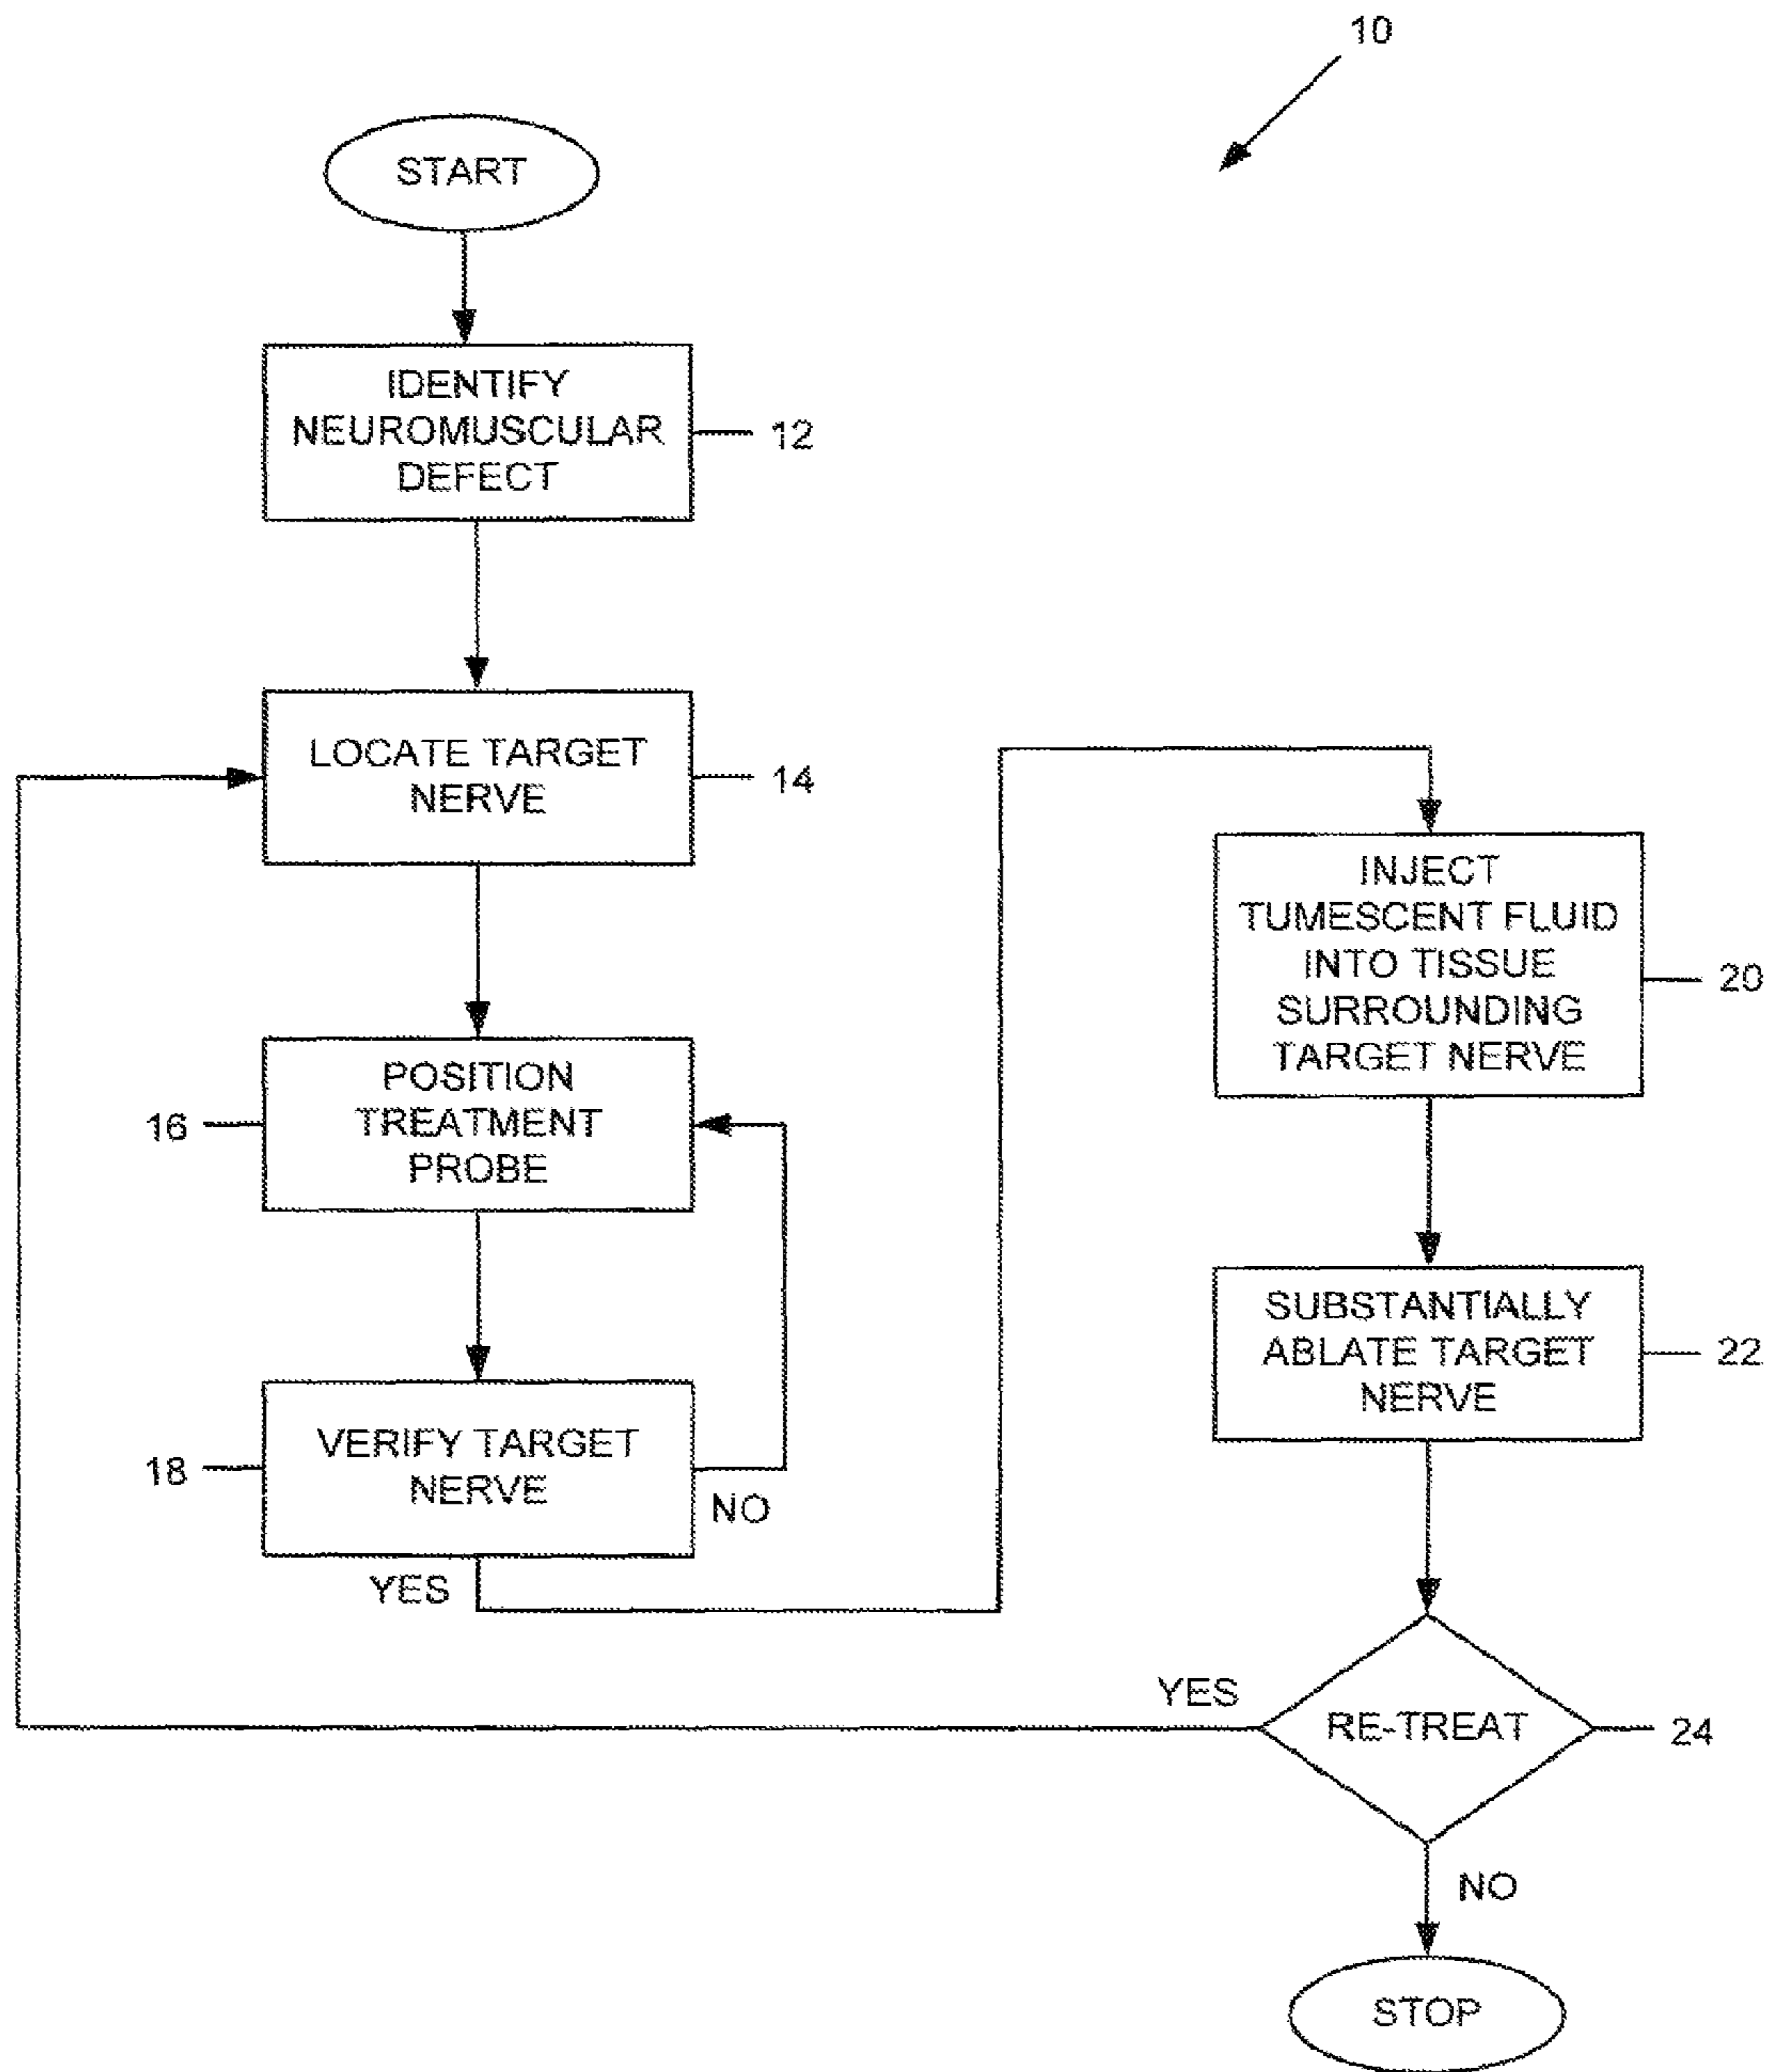 10
START
IDENTIFY
NEUROMUSCULAR
DEFECT
12
LOCATE TARGET
NERVE
14
POSITION
TREATMENT
PROBE
16
VERIFY TARGET
NERVE
18
NO
YES
INJECT
TUMESCENT FLUID
INTO TISSUE
SURROUNDING
TARGET NERVE
20
SUBSTANTIALLY
ABLATE TARGET
NERVE
22
YES
RE-TREAT
24
NO
STOP